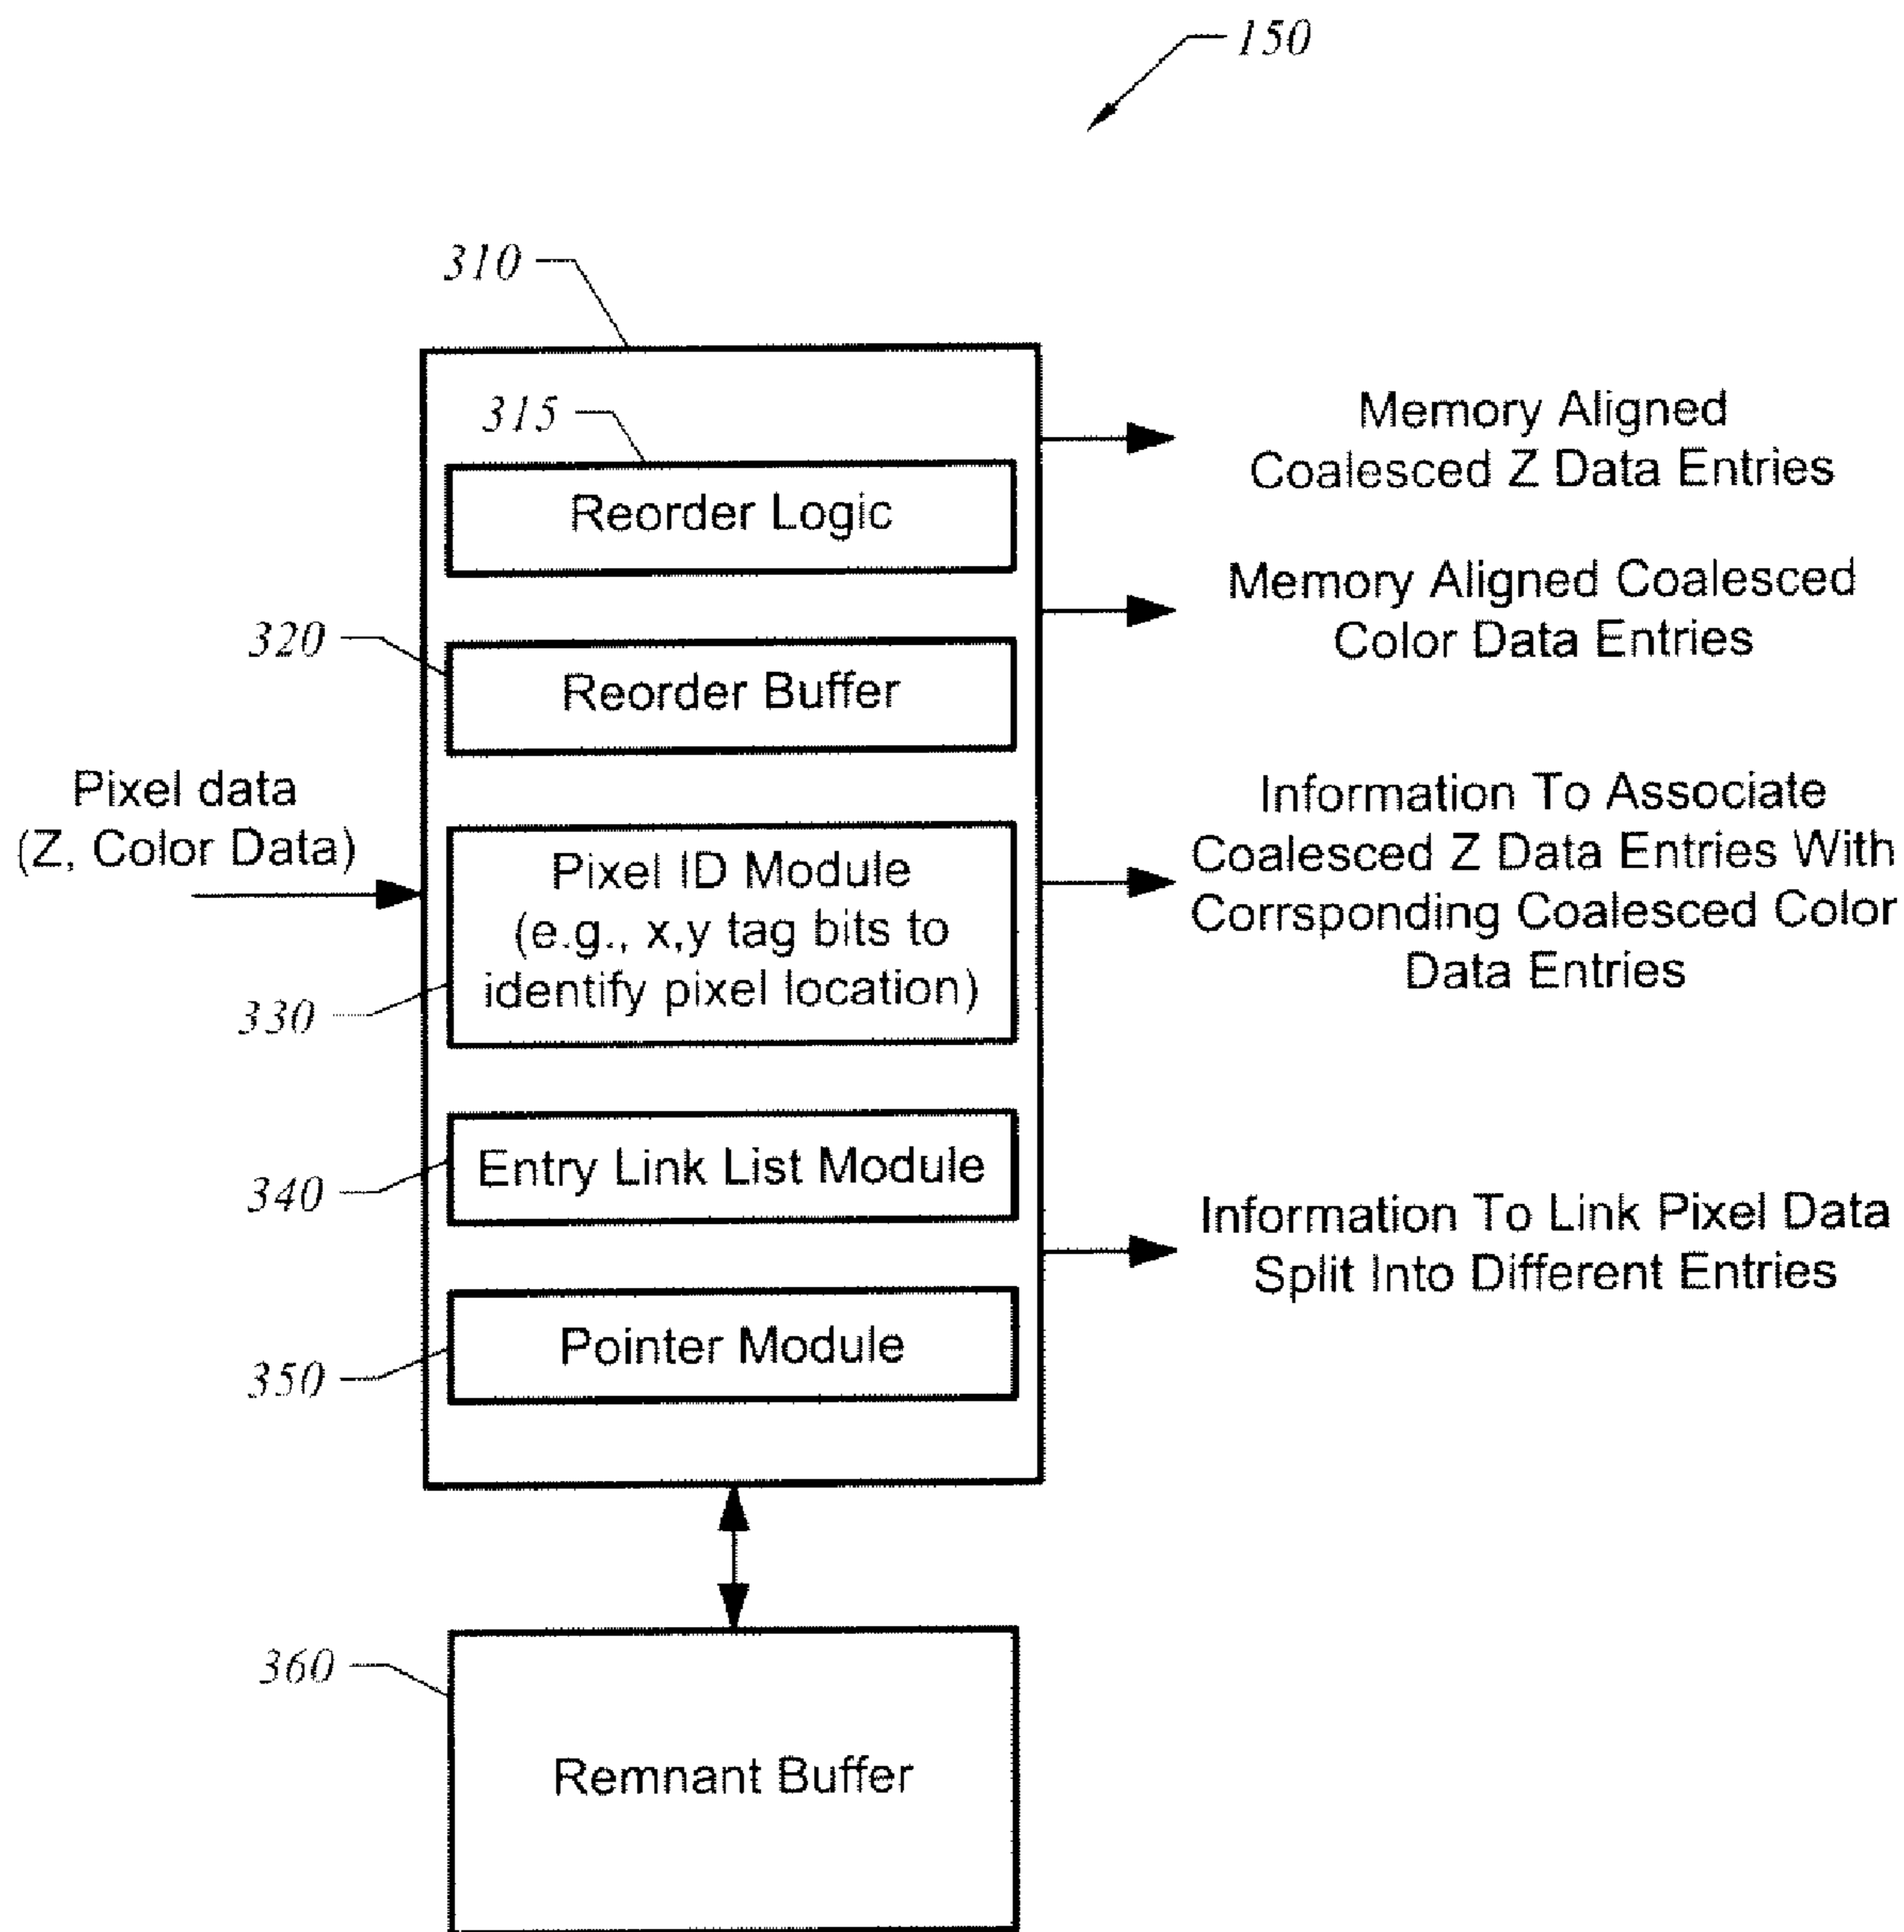 150
310
315
Reorder Logic
320
Reorder Buffer
Pixel data
(Z, Color Data)
Pixel ID Module
(e.g., x,y tag bits to
identify pixel location)
330
Entry Link List Module
340
Pointer Module
350
360
Remnant Buffer
Memory Aligned
Coalesced Z Data Entries
Memory Aligned Coalesced
Color Data Entries
Information To Associate
Coalesced Z Data Entries With
Corrsponding Coalesced Color
Data Entries
Information To Link Pixel Data
Split Into Different Entries